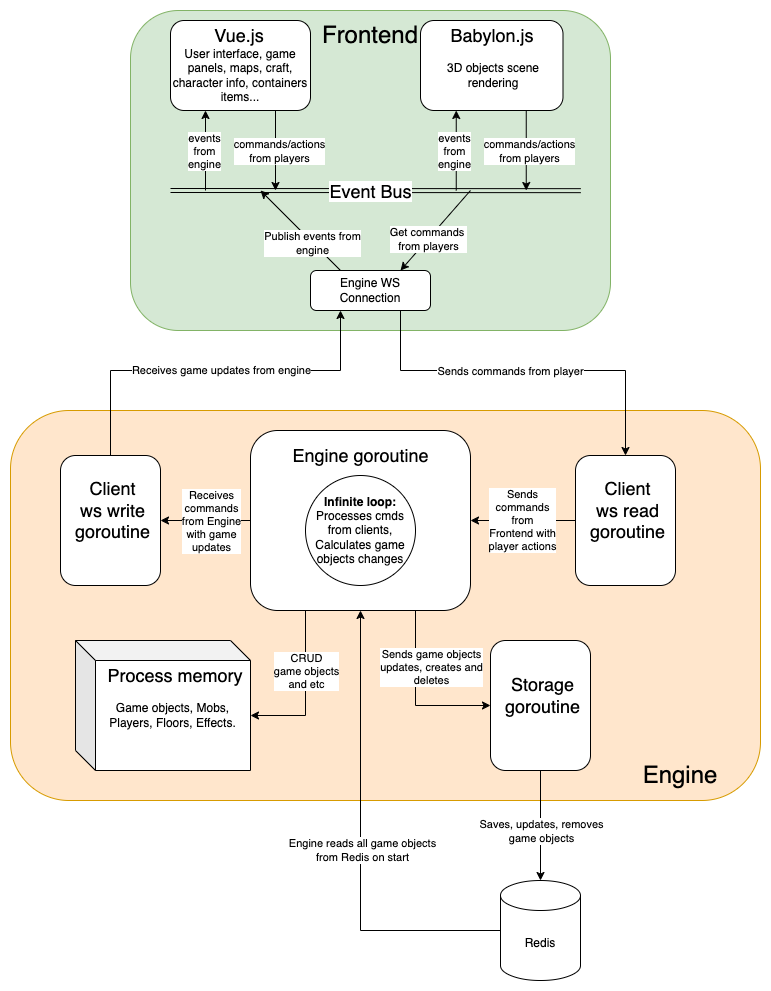 Frontend
Vue.js
User interface, game
panels, maps, craft,
character info, containers
items...
Babylon.js
3D objects scene
rendering
events
from
engine
commands/actions
from players
events
from
engine
commands/actions
from players
Event Bus
Publish events from
engine
Get commands
from players
Engine WS
Connection
Receives game updates from engine
Sends commands from player
Client
ws write
goroutine
Receives
commands
from Engine
with game
updates
Engine goroutine
Infinite loop:
Processes cmds
from clients,
Calculates game
objects changes
Sends
commands
from
Frontend with
player actions
Client
ws read
goroutine
Process memory
Game objects, Mobs,
Players, Floors, Effects.
CRUD
game objects
and etc
Sends game objects
updates, creates and
deletes
Storage
goroutine
Engine
Engine reads all game objects
from Redis on start
Saves, updates, removes
game objects
Redis